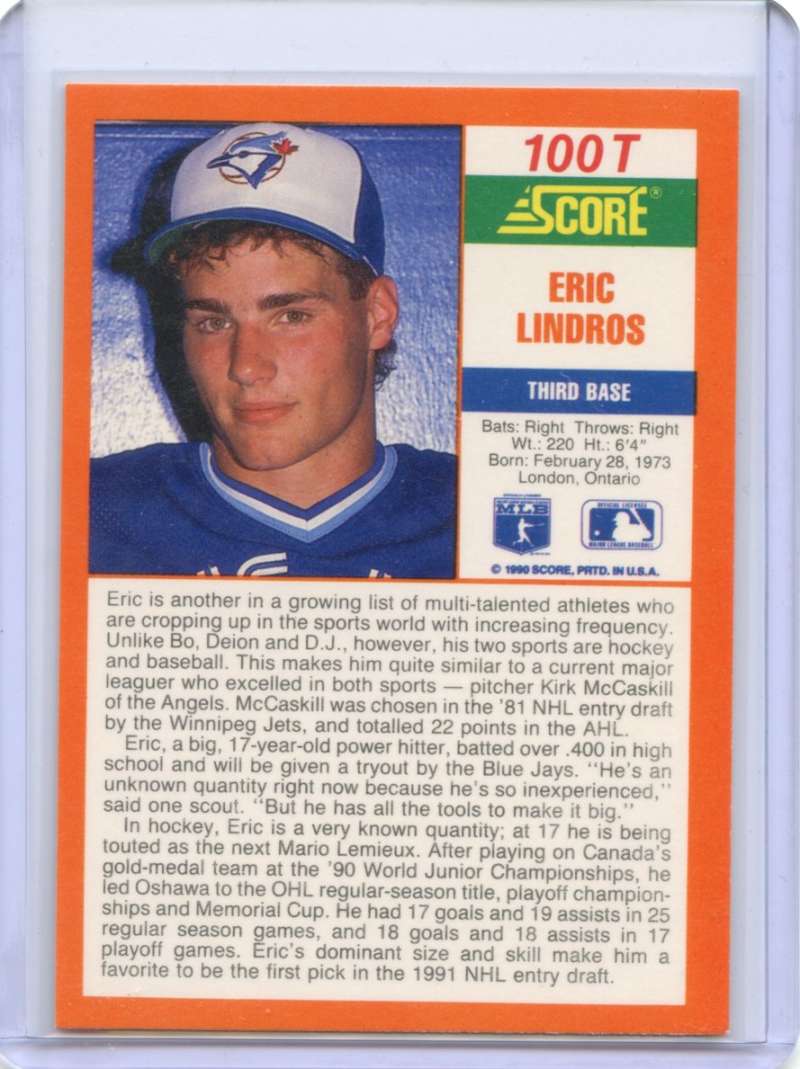 100 T
SCORE®
ERIC
LINDROS
THIRD BASE
Bats: Right Throws: Right
Wt.: 220 Ht.: 6'4"
Born: February 28, 1973
London, Ontario
MLB
MAJOR LEAGUE BASEBALL
© 1990 SCORE, PRTD. IN U.S.A.
Eric is another in a growing list of multi-talented athletes who
are cropping up in the sports world with increasing frequency.
Unlike Bo, Deion and D.J., however, his two sports are hockey
and baseball. This makes him quite similar to a current major
leaguer who excelled in both sports — pitcher Kirk McCaskill
of the Angels. McCaskill was chosen in the '81 NHL entry draft
by the Winnipeg Jets, and totalled 22 points in the AHL.
Eric, a big, 17-year-old power hitter, batted over .400 in high
school and will be given a tryout by the Blue Jays. "He's an
unknown quantity right now because he's so inexperienced,"
said one scout. "But he has all the tools to make it big."
In hockey, Eric is a very known quantity; at 17 he is being
touted as the next Mario Lemieux. After playing on Canada's
gold-medal team at the '90 World Junior Championships, he
led Oshawa to the OHL regular-season title, playoff champion-
ships and Memorial Cup. He had 17 goals and 19 assists in 25
regular season games, and 18 goals and 18 assists in 17
playoff games. Eric's dominant size and skill make him a
favorite to be the first pick in the 1991 NHL entry draft.